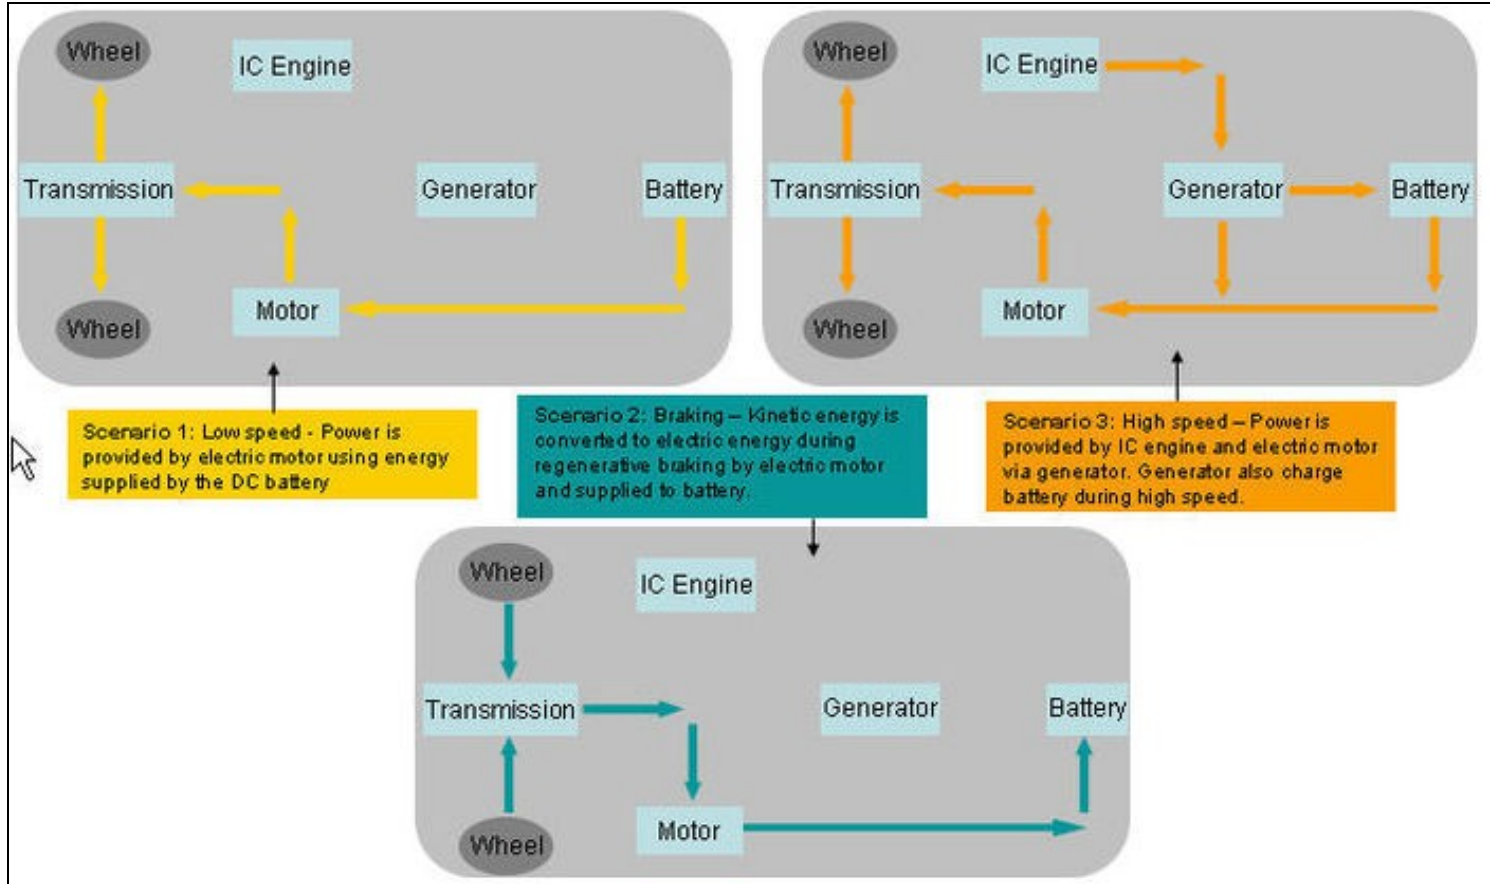 Wheel
IC Engine
Transmission
Generator
Battery
Motor
Wheel
Wheel
IC Engine
Transmission
Generator
Battery
Motor
Wheel
Scenario 1: Low speed - Power is
provided by electric motor using energy
supplied by the DC battery
Scenario 2: Braking – Kinetic energy is
converted to electric energy during
regenerative braking by electric motor
and supplied to battery.
Scenario 3: High speed – Power is
provided by IC engine and electric motor
via generator. Generator also charge
battery during high speed.
Wheel
IC Engine
Transmission
Generator
Battery
Motor
Wheel